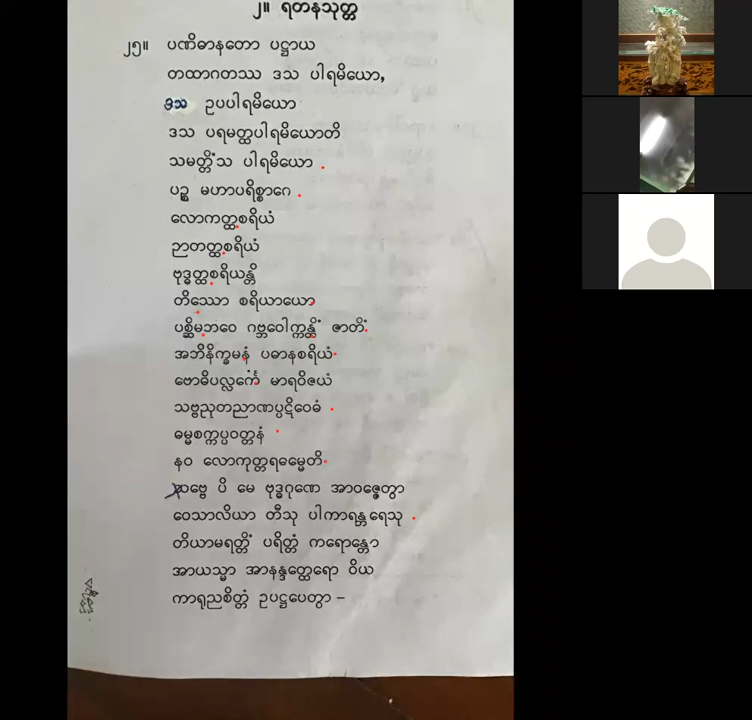 ၂။ ရတနသုတ္တ
၂၅။ ပဏိဓာနတော ပဋ္ဌာယ
တထာဂတဿ ဒသ ပါရမိယော,
ဒသ ဥပပါရမိယော
ဒသ ပရမတ္ထပါရမိယောတိ
သမတ္တိံသ ပါရမိယော
ပဉ္စ မဟာပရိစ္စာဂေ
လောကတ္ထစရိယံ
ဉာတတ္ထစရိယံ
ဗုဒ္ဓတ္ထစရိယန္တိ
တိဿော စရိယာယော
ပစ္ဆိမဘဝေ ဂဗ္ဘဝေါက္ကန္တိံ ဇာတိံ
အဘိနိက္ခမနံ ပဓာနစရိယံ
ဗောဓိပလ္လင်္ကေ မာရဝိဇယံ
သဗ္ဗညုတညာဏပ္ပဋိဝေဓံ
ဓမ္မစက္ကပ္ပဝတ္တနံ
နဝ လောကုတ္တရဓမ္မေတိ
သဗ္ဗေ ပိ မေ ဗုဒ္ဓဂုဏေ အာဝဇ္ဇေတွာ
ဝေသာလိယာ တီသု ပါကာရန္တရေသု
တိယာမရတ္တိံ ပရိတ္တံ ကရောန္တော
အာယသ္မာ အာနန္ဒတ္ထေရော ဝိယ
ကာရုညစိတ္တံ ဥပဋ္ဌပေတွာ –